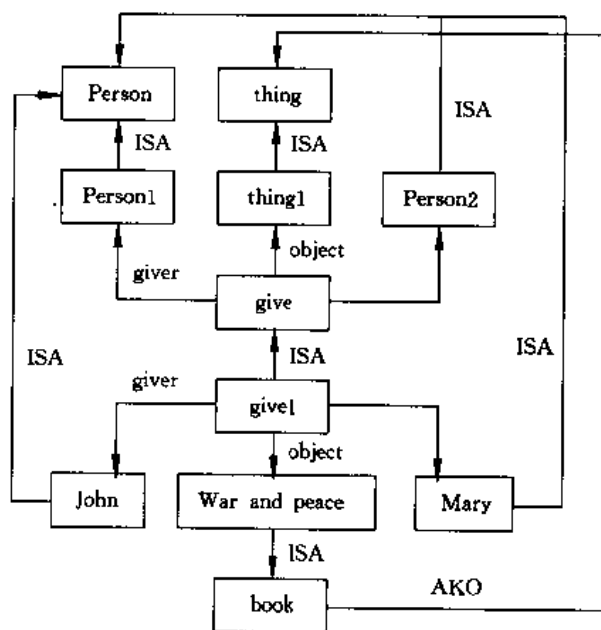 Person
thing
ISA
ISA
ISA
Person1
thing1
Person2
object
giver
give
ISA
ISA
ISA
giver
give1
object
John
War and peace
Mary
ISA
AKO
book